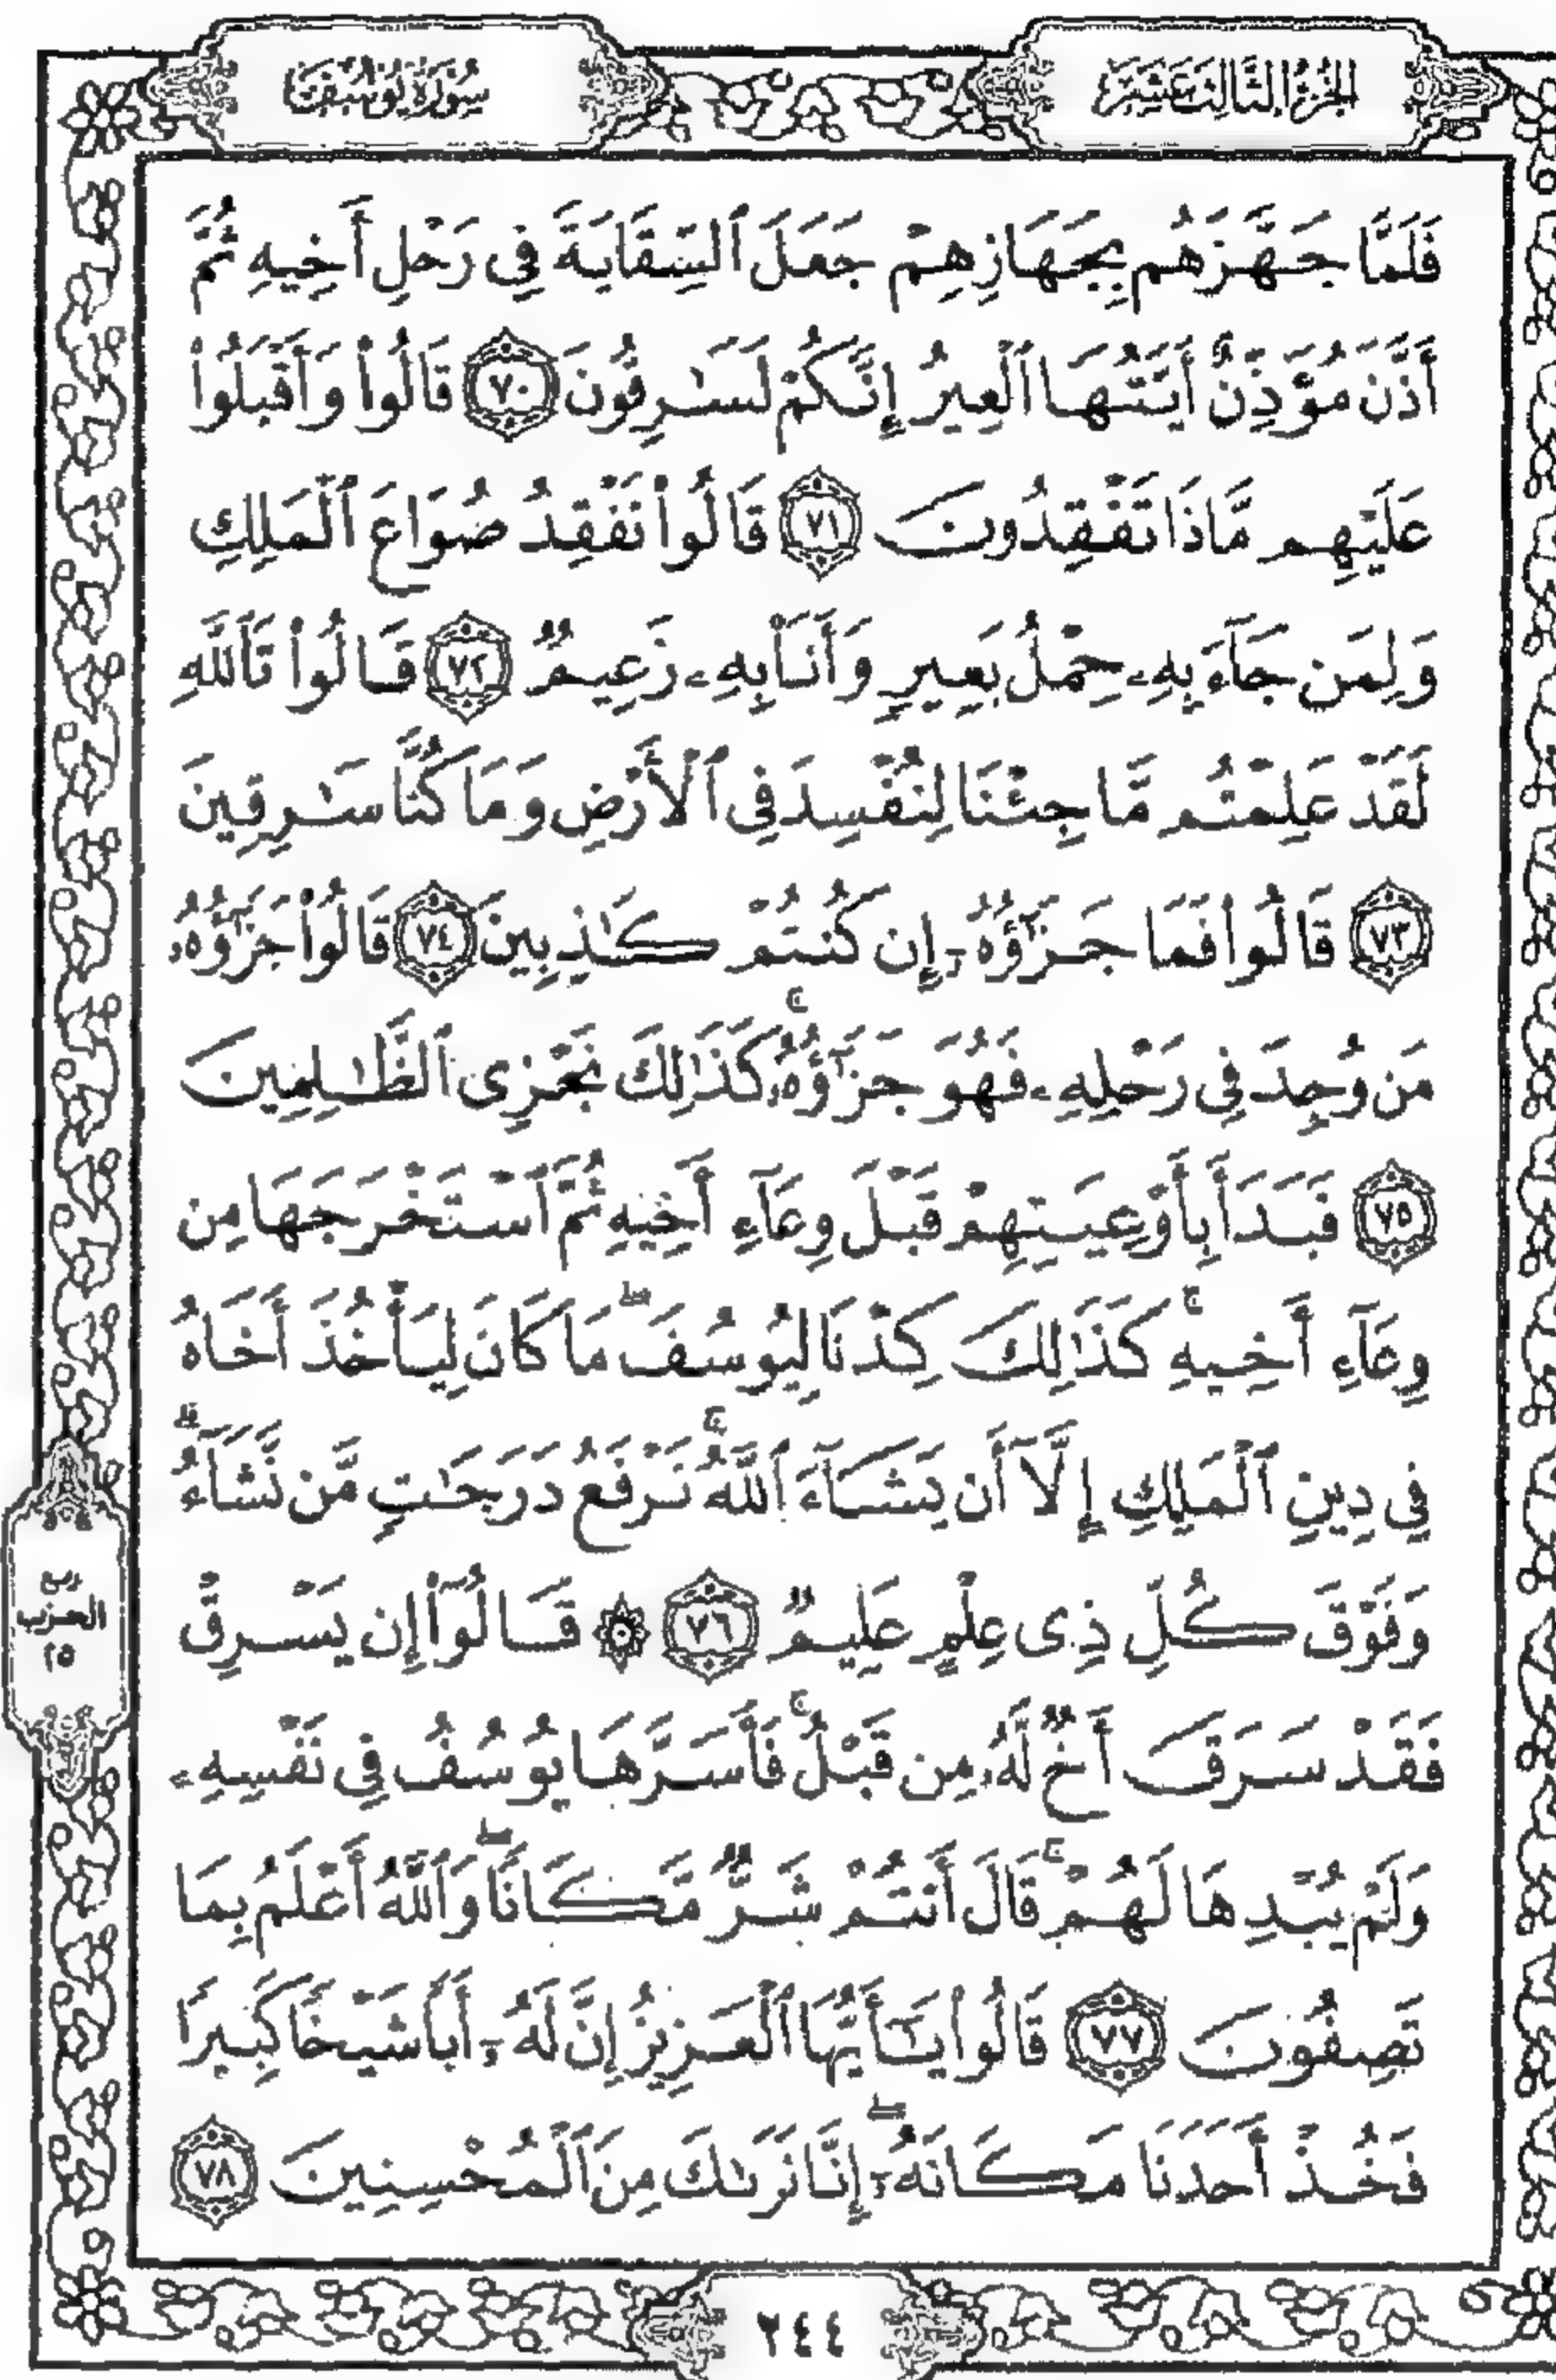 الجزء الثالث عشر
سورة يوسف
فَلَمَّا جَهَّزَهُم بِجَهَازِهِمْ جَعَلَ ٱلسِّقَايَةَ فِى رَحْلِ أَخِيهِ ثُمَّ
أَذَّنَ مُؤَذِّنٌ أَيَّتُهَا ٱلْعِيرُ إِنَّكُمْ لَسَـٰرِقُونَ ٧٠ قَالُوا۟ وَأَقْبَلُوا۟
عَلَيْهِم مَّاذَا تَفْقِدُونَ ٧١ قَالُوا۟ نَفْقِدُ صُوَاعَ ٱلْمَلِكِ
وَلِمَن جَآءَ بِهِۦ حِمْلُ بَعِيرٍ وَأَنَا۠ بِهِۦ زَعِيمٌ ٧٢ قَالُوا۟ تَٱللَّهِ
لَقَدْ عَلِمْتُم مَّا جِئْنَا لِنُفْسِدَ فِى ٱلْأَرْضِ وَمَا كُنَّا سَـٰرِقِينَ
٧٣ قَالُوا۟ فَمَا جَزَٰٓؤُهُۥٓ إِن كُنتُمْ كَـٰذِبِينَ ٧٤ قَالُوا۟ جَزَٰٓؤُهُۥ
مَن وُجِدَ فِى رَحْلِهِۦ فَهُوَ جَزَٰٓؤُهُۥ ۚ كَذَٰلِكَ نَجْزِى ٱلظَّـٰلِمِينَ
٧٥ فَبَدَأَ بِأَوْعِيَتِهِمْ قَبْلَ وِعَآءِ أَخِيهِ ثُمَّ ٱسْتَخْرَجَهَا مِن
وِعَآءِ أَخِيهِ ۚ كَذَٰلِكَ كِدْنَا لِيُوسُفَ ۖ مَا كَانَ لِيَأْخُذَ أَخَاهُ
فِى دِينِ ٱلْمَلِكِ إِلَّآ أَن يَشَآءَ ٱللَّهُ ۚ نَرْفَعُ دَرَجَـٰتٍ مَّن نَّشَآءُ ۗ
وَفَوْقَ كُلِّ ذِى عِلْمٍ عَلِيمٌ ٧٦ ۞ قَالُوٓا۟ إِن يَسْرِقْ
فَقَدْ سَرَقَ أَخٌ لَّهُۥ مِن قَبْلُ ۚ فَأَسَرَّهَا يُوسُفُ فِى نَفْسِهِۦ
وَلَمْ يُبْدِهَا لَهُمْ ۚ قَالَ أَنتُمْ شَرٌّ مَّكَانًا ۖ وَٱللَّهُ أَعْلَمُ بِمَا
تَصِفُونَ ٧٧ قَالُوا۟ يَـٰٓأَيُّهَا ٱلْعَزِيزُ إِنَّ لَهُۥٓ أَبًا شَيْخًا كَبِيرًا
فَخُذْ أَحَدَنَا مَكَانَهُۥٓ ۖ إِنَّا نَرَىٰكَ مِنَ ٱلْمُحْسِنِينَ ٧٨
ربع
الحزب
٢٥
٢٤٤